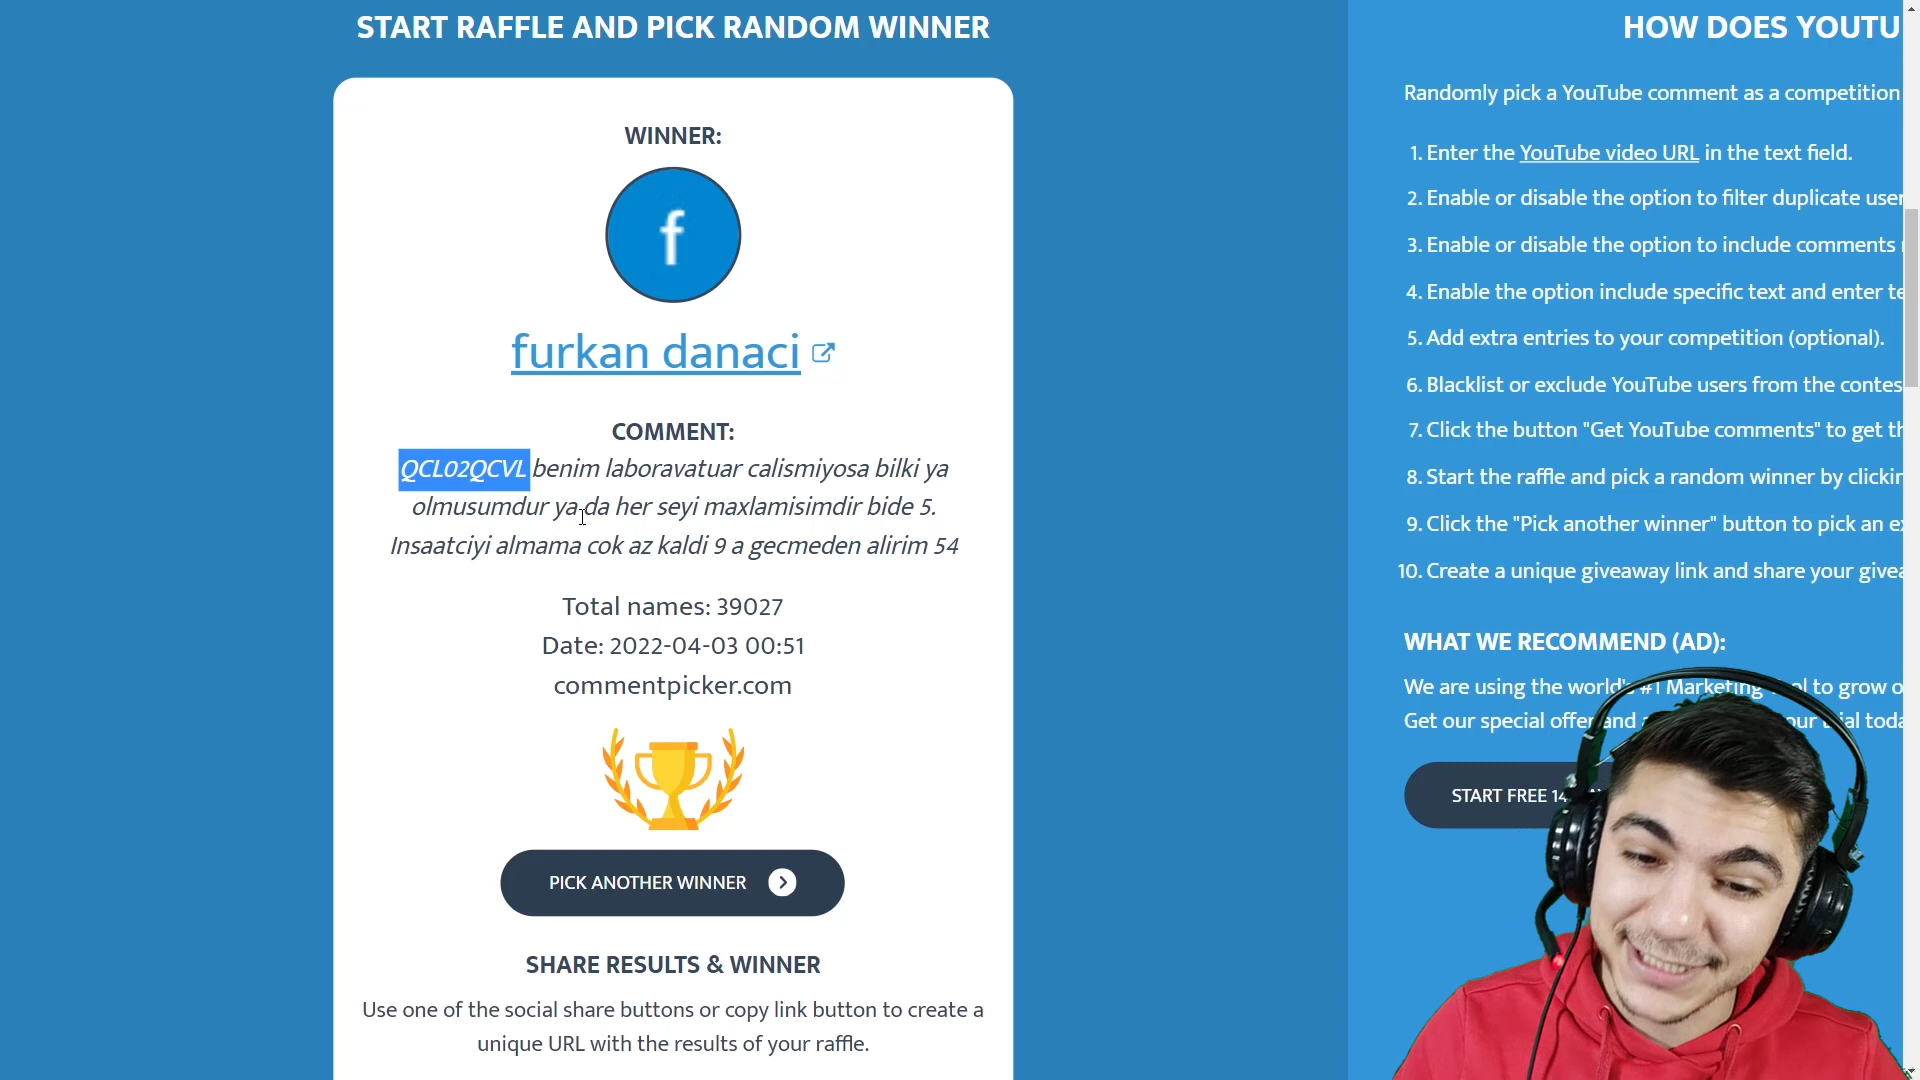 START RAFFLE AND PICK RANDOM WINNER
WINNER:
f
furkan danaci
COMMENT:
QCL02QCVL benim laboravatuar calismiyosa bilki ya
olmusumdur ya da her seyi maxlamisimdir bide 5.
Insaatciyi almama cok az kaldi 9 a gecmeden alirim 54
Total names: 39027
Date: 2022-04-03 00:51
commentpicker.com
PICK ANOTHER WINNER
SHARE RESULTS & WINNER
Use one of the social share buttons or copy link button to create a
unique URL with the results of your raffle.
HOW DOES YOUTU
Randomly pick a YouTube comment as a competition
1. Enter the YouTube video URL in the text field.
2. Enable or disable the option to filter duplicate user
3. Enable or disable the option to include comments
4. Enable the option include specific text and enter te
5. Add extra entries to your competition (optional).
6. Blacklist or exclude YouTube users from the contes
7. Click the button "Get YouTube comments" to get th
8. Start the raffle and pick a random winner by clickin
9. Click the "Pick another winner" button to pick an e
10. Create a unique giveaway link and share your givea
WHAT WE RECOMMEND (AD):
We are using the world's #1 Marketing to grow o
Get our special offer and your trial toda
START FREE 14